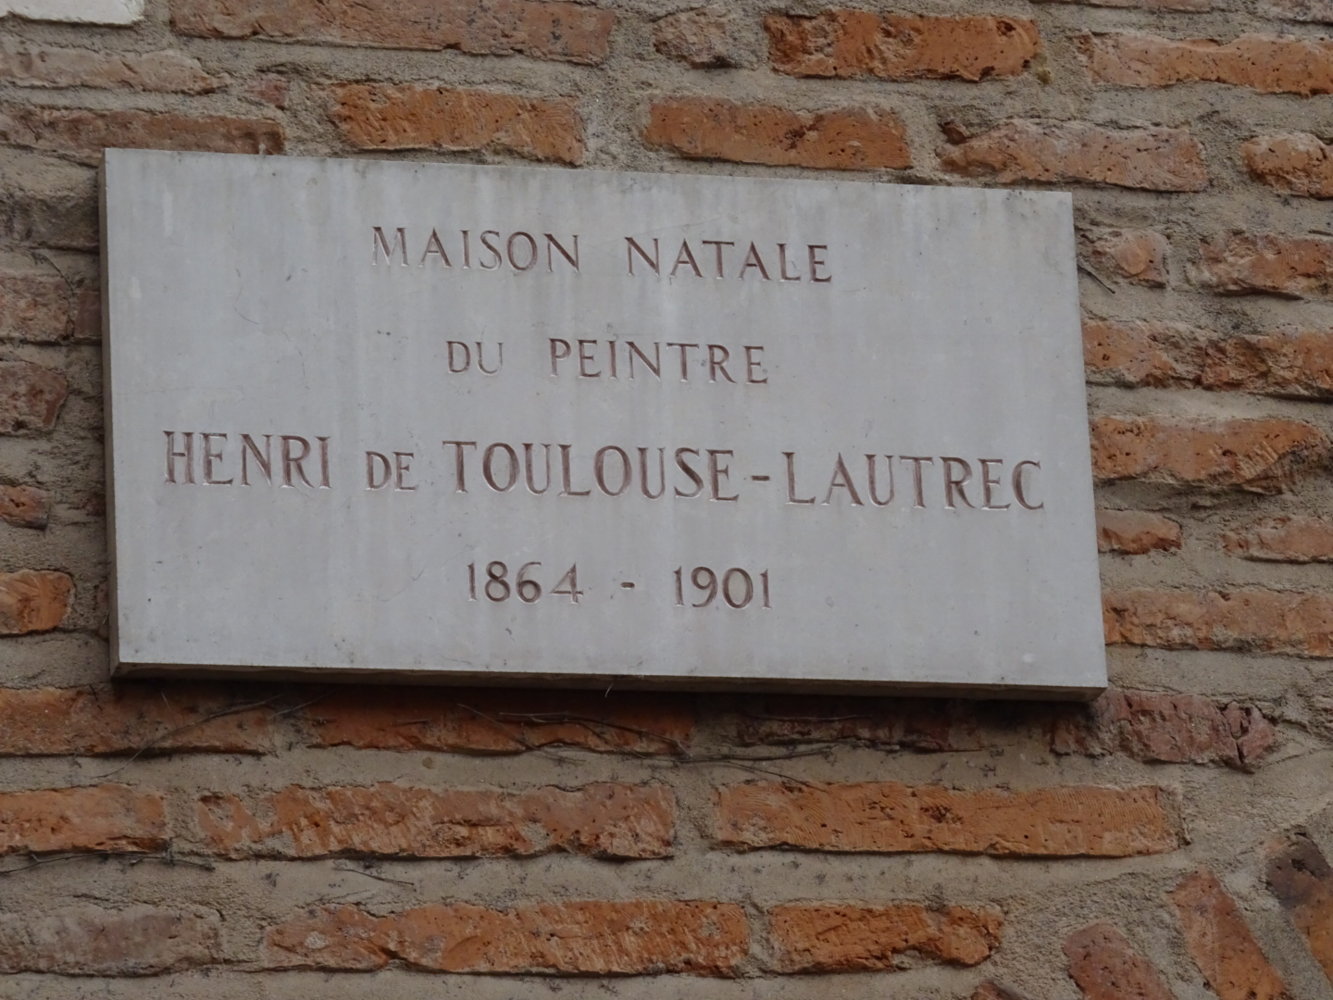 MAISON NATALE
DU PEINTRE
HENRI DE TOULOUSE-LAUTREC
1864 - 1901